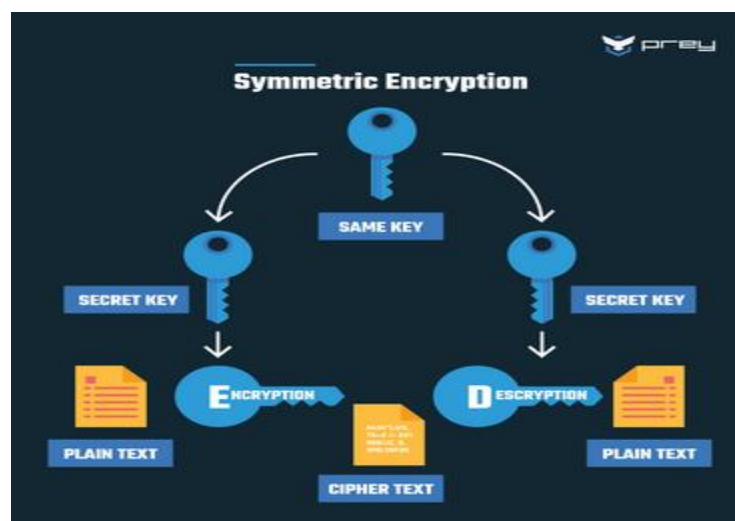 prey
Symmetric Encryption
SAME KEY
SECRET KEY
SECRET KEY
ENCRYPTION
DESCRYPTION
PLAIN TEXT
CIPHER TEXT
PLAIN TEXT